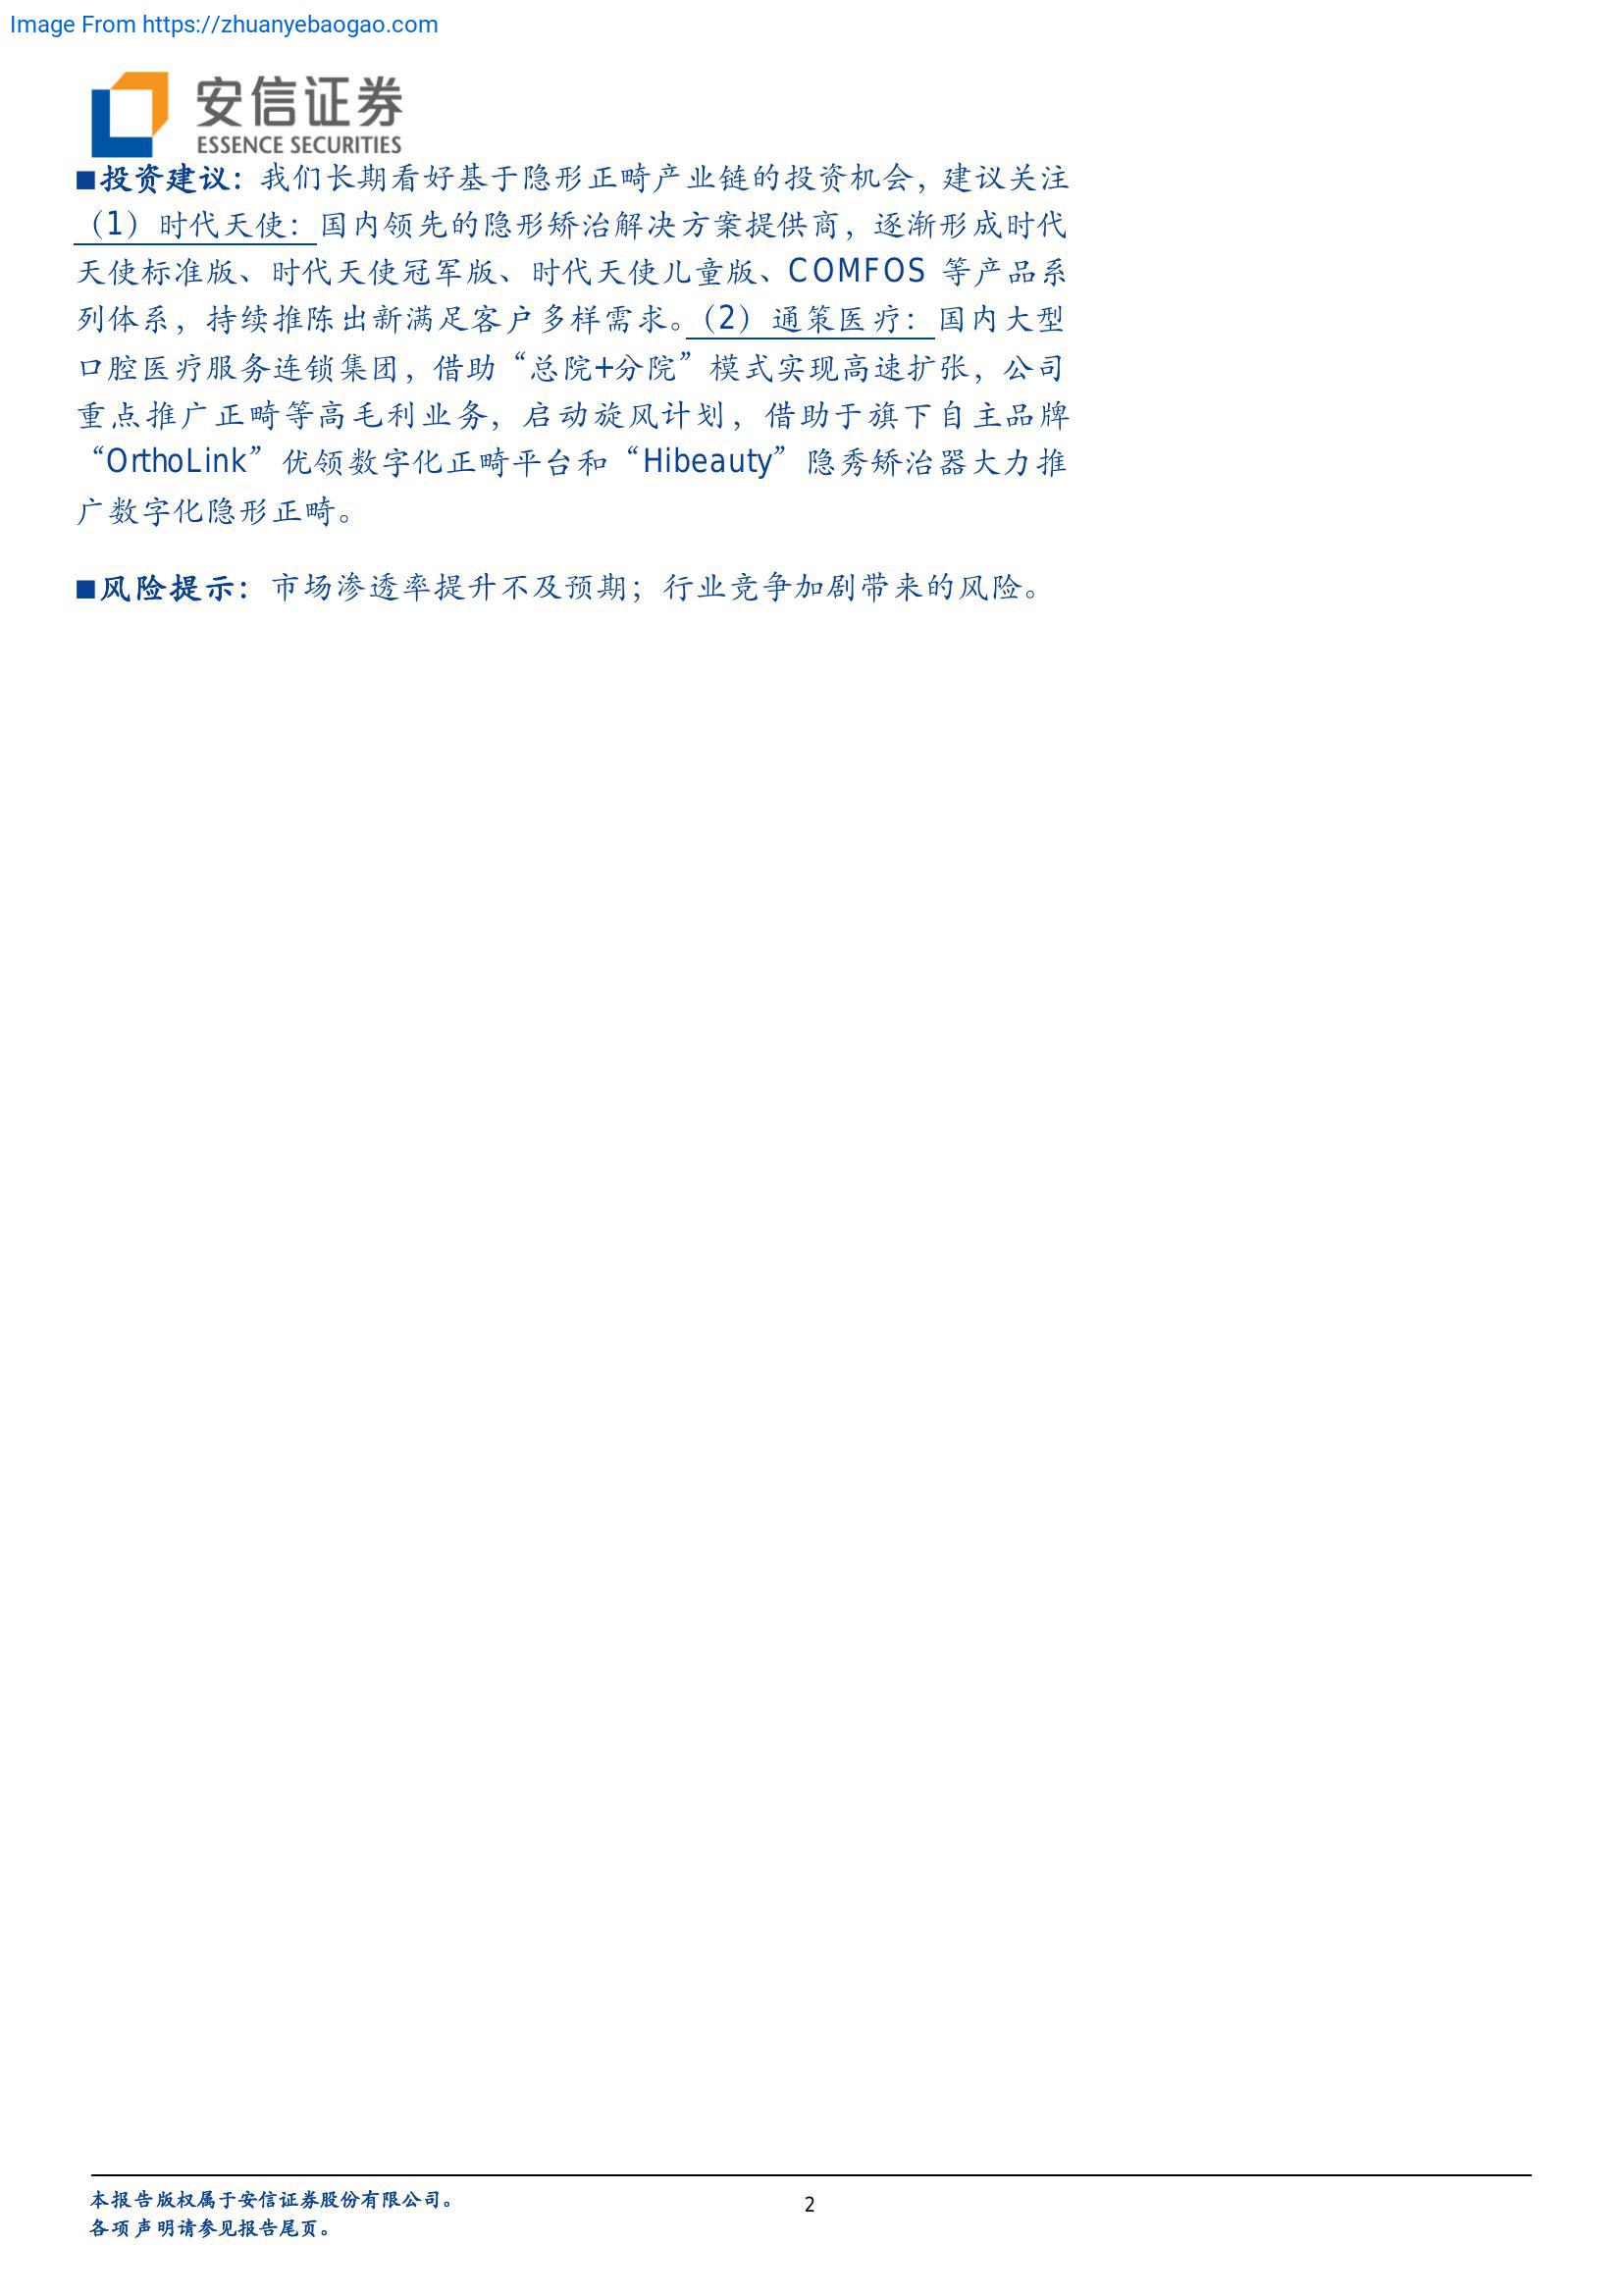 Image From https://zhuanyebaogao.com
安信证券
ESSENCE SECURITIES
■投资建议：我们长期看好基于隐形正畸产业链的投资机会，建议关注
（1）时代天使：国内领先的隐形矫治解决方案提供商，逐渐形成时代
天使标准版、时代天使冠军版、时代天使儿童版、COMFOS 等产品系
列体系，持续推陈出新满足客户多样需求。（2）通策医疗：国内大型
口腔医疗服务连锁集团，借助“总院+分院”模式实现高速扩张，公司
重点推广正畸等高毛利业务，启动旋风计划，借助于旗下自主品牌
“OrthoLink”优领数字化正畸平台和“Hibeauty”隐秀矫治器大力推
广数字化隐形正畸。
■风险提示：市场渗透率提升不及预期；行业竞争加剧带来的风险。
本报告版权属于安信证券股份有限公司。
2
各项声明请参见报告尾页。